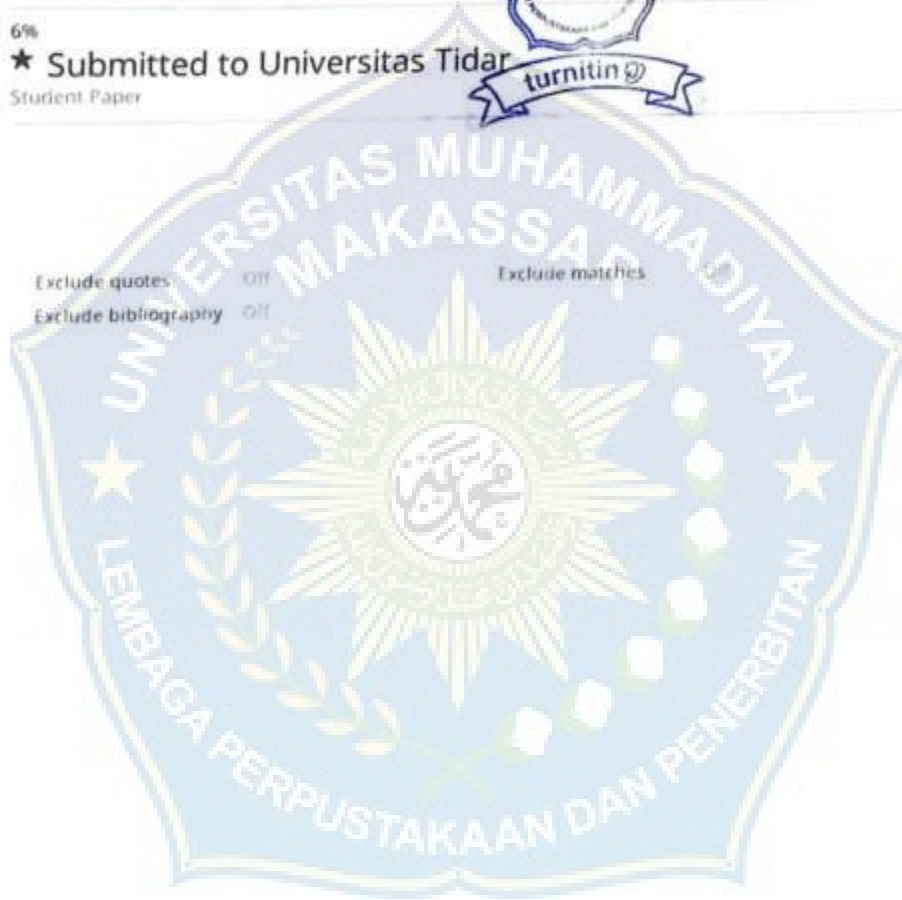 6%
★ Submitted to Universitas Tidar
Student Paper
turnitin
UNIVERSITAS MUHAMMADIYAH
MAKASSAR
Exclude quotes Off
Exclude matches Off
Exclude bibliography Off
LEMBAGA PERPUSTAKAAN DAN PENERBITAN